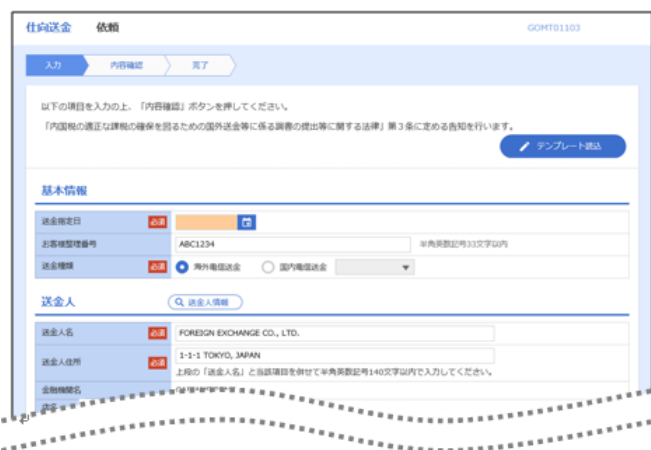 仕向送金 依頼
GOMT01103
入力 内容確認 完了
以下の項目を入力の上、「内容確認」ボタンを押してください。
「内国税の適正な課税の確保を図るための国外送金等に係る調書の提出等に関する法律」第3条に定める告知を行います。
テンプレート読込
基本情報
送金指定日 必須
お客様整理番号 ABC1234 半角英数記号33文字以内
送金種類 必須 海外電信送金 国内電信送金
送金人 送金人情報
送金人名 必須 FOREIGN EXCHANGE CO., LTD.
送金人住所 必須 1-1-1 TOKYO, JAPAN
上段の「送金人名」と当該項目を併せて半角英数記号140文字以内で入力してください。
金融機関名
店名